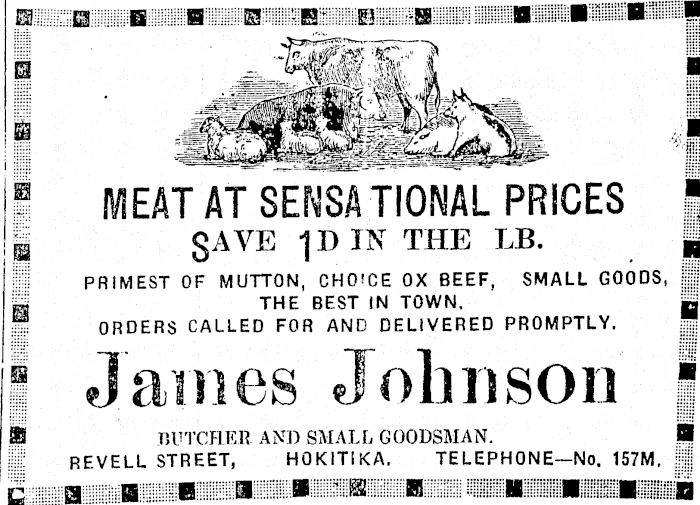 MEAT AT SENSATIONAL PRICES
SAVE 1D IN THE LB.
PRIMEST OF MUTTON, CHOICE OX BEEF, SMALL GOODS,
THE BEST IN TOWN.
ORDERS CALLED FOR AND DELIVERED PROMPTLY.
James Johnson
BUTCHER AND SMALL GOODSMAN.
REVELL STREET, HOKITIKA. TELEPHONE—No. 157M.